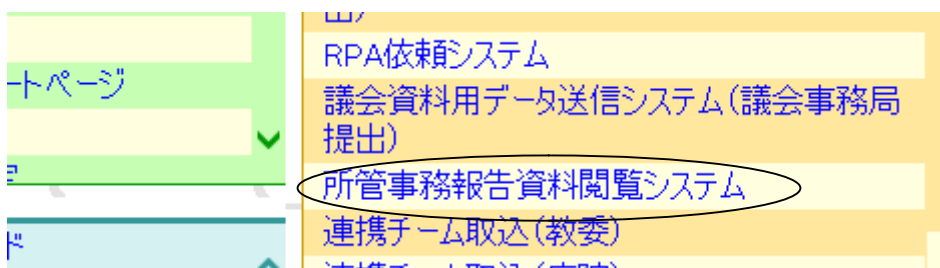 出)
RPA依頼システム
ートページ
議会資料用データ送信システム(議会事務局
提出)
所管事務報告資料閲覧システム
連携チーム取込(教委)
ド